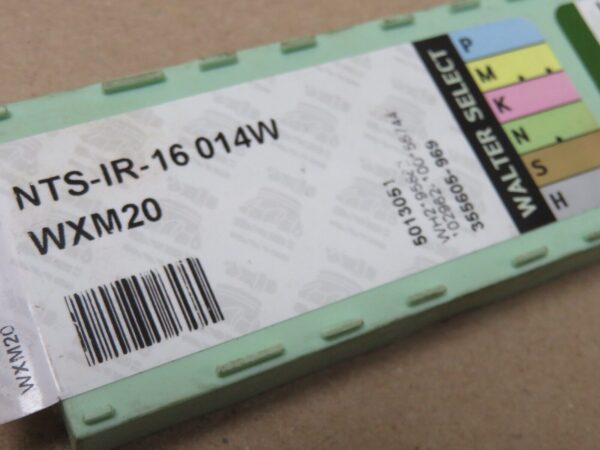 NTS-IR-16 014W
WXM20
WXM20
5013051
355605-969
WALTER SELECT
P
M
K
N
S
H